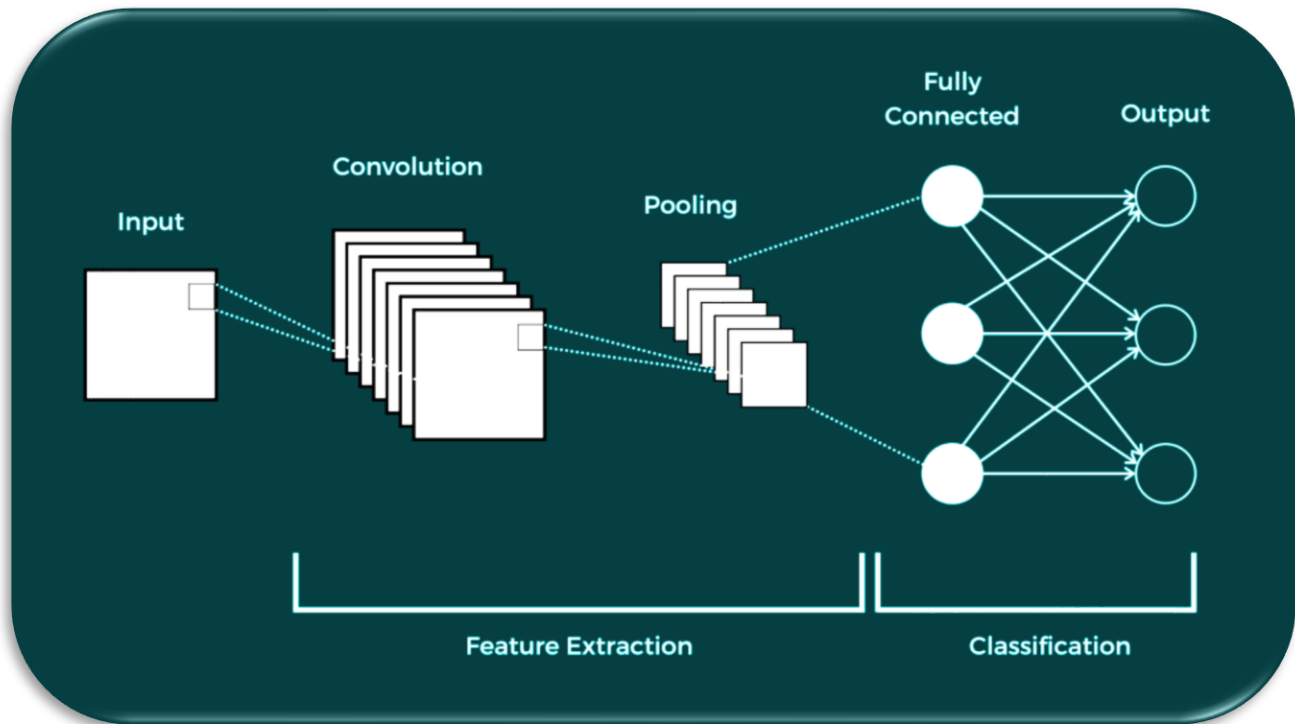 Input
Convolution
Pooling
Fully
Connected
Output
Feature Extraction
Classification